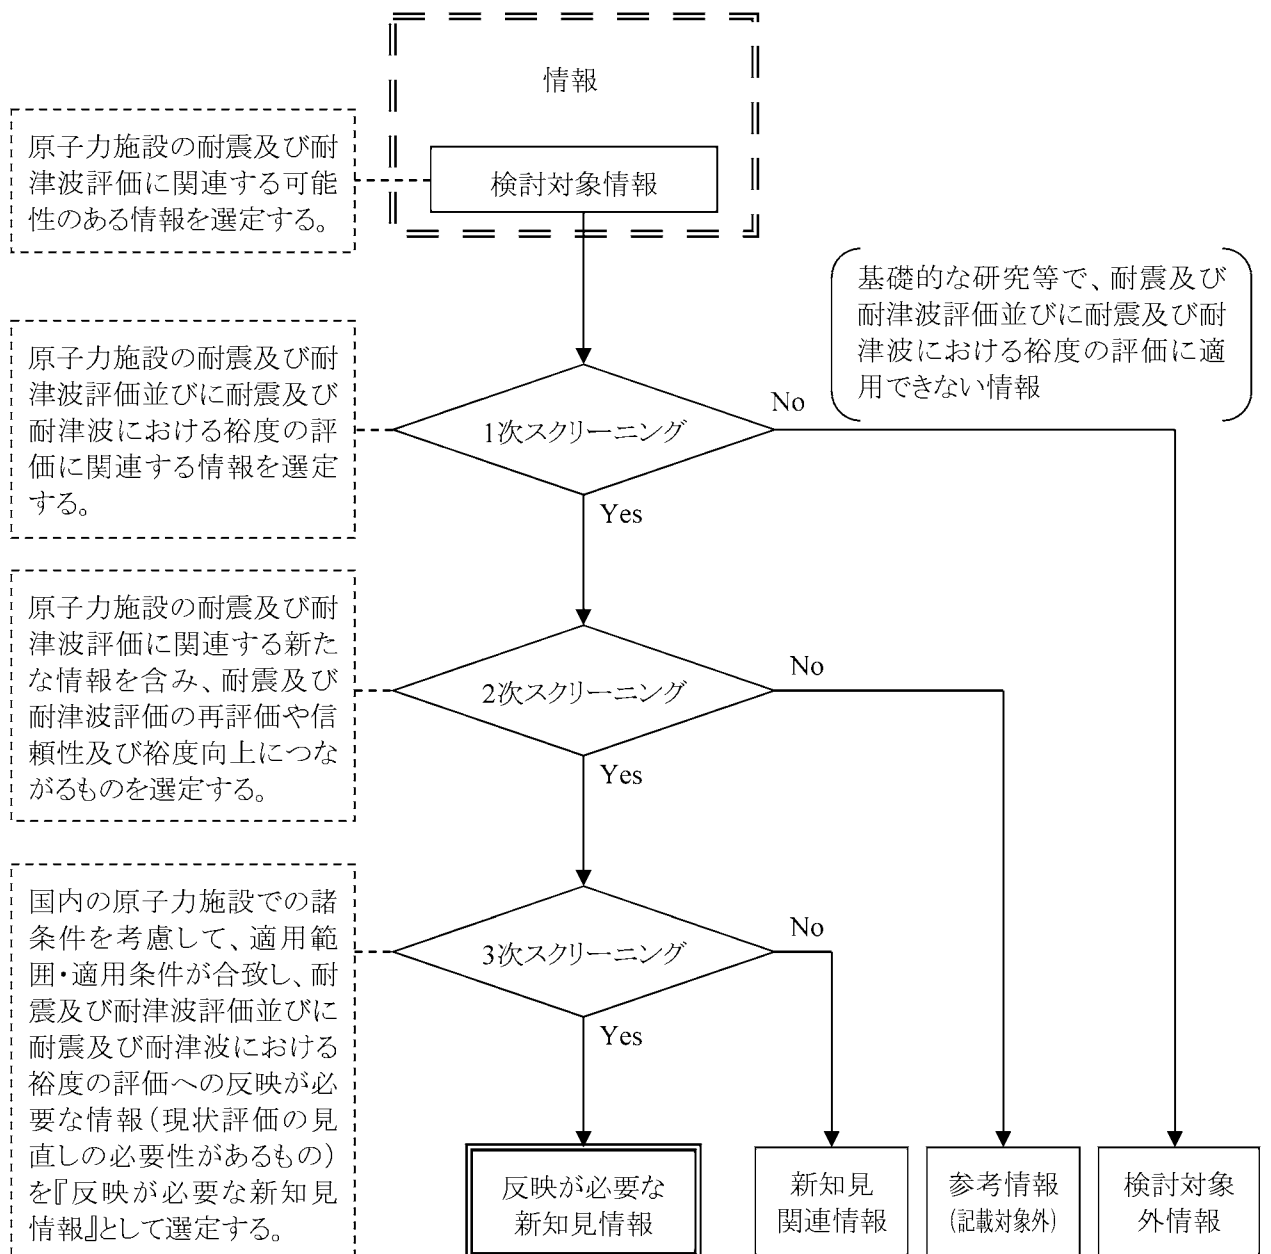 情報
検討対象情報
原子力施設の耐震及び耐
津波評価に関連する可能
性のある情報を選定する。
基礎的な研究等で、耐震及び
耐津波評価並びに耐震及び耐
津波における裕度の評価に適
用できない情報
原子力施設の耐震及び耐
津波評価並びに耐震及び
耐津波における裕度の評
価に関連する情報を選定
する。
1次スクリーニング
No
Yes
原子力施設の耐震及び耐
津波評価に関連する新た
な情報を含み、耐震及び
耐津波評価の再評価や信
頼性及び裕度向上につな
がるものを選定する。
2次スクリーニング
No
Yes
国内の原子力施設での諸
条件を考慮して、適用範
囲・適用条件が合致し、耐
震及び耐津波評価並びに
耐震及び耐津波における
裕度の評価への反映が必
要な情報(現状評価の見
直しの必要性があるもの)
を『反映が必要な新知見
情報』として選定する。
3次スクリーニング
No
Yes
反映が必要な
新知見情報
新知見
関連情報
参考情報
(記載対象外)
検討対象
外情報